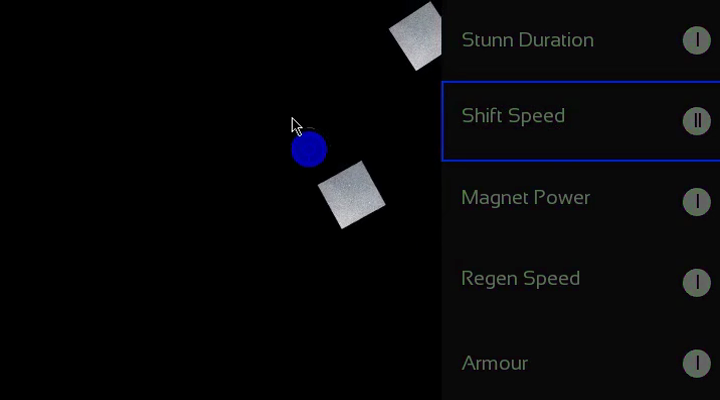 Stunn Duration I
Shift Speed II
Magnet Power I
Regen Speed I
Armour I